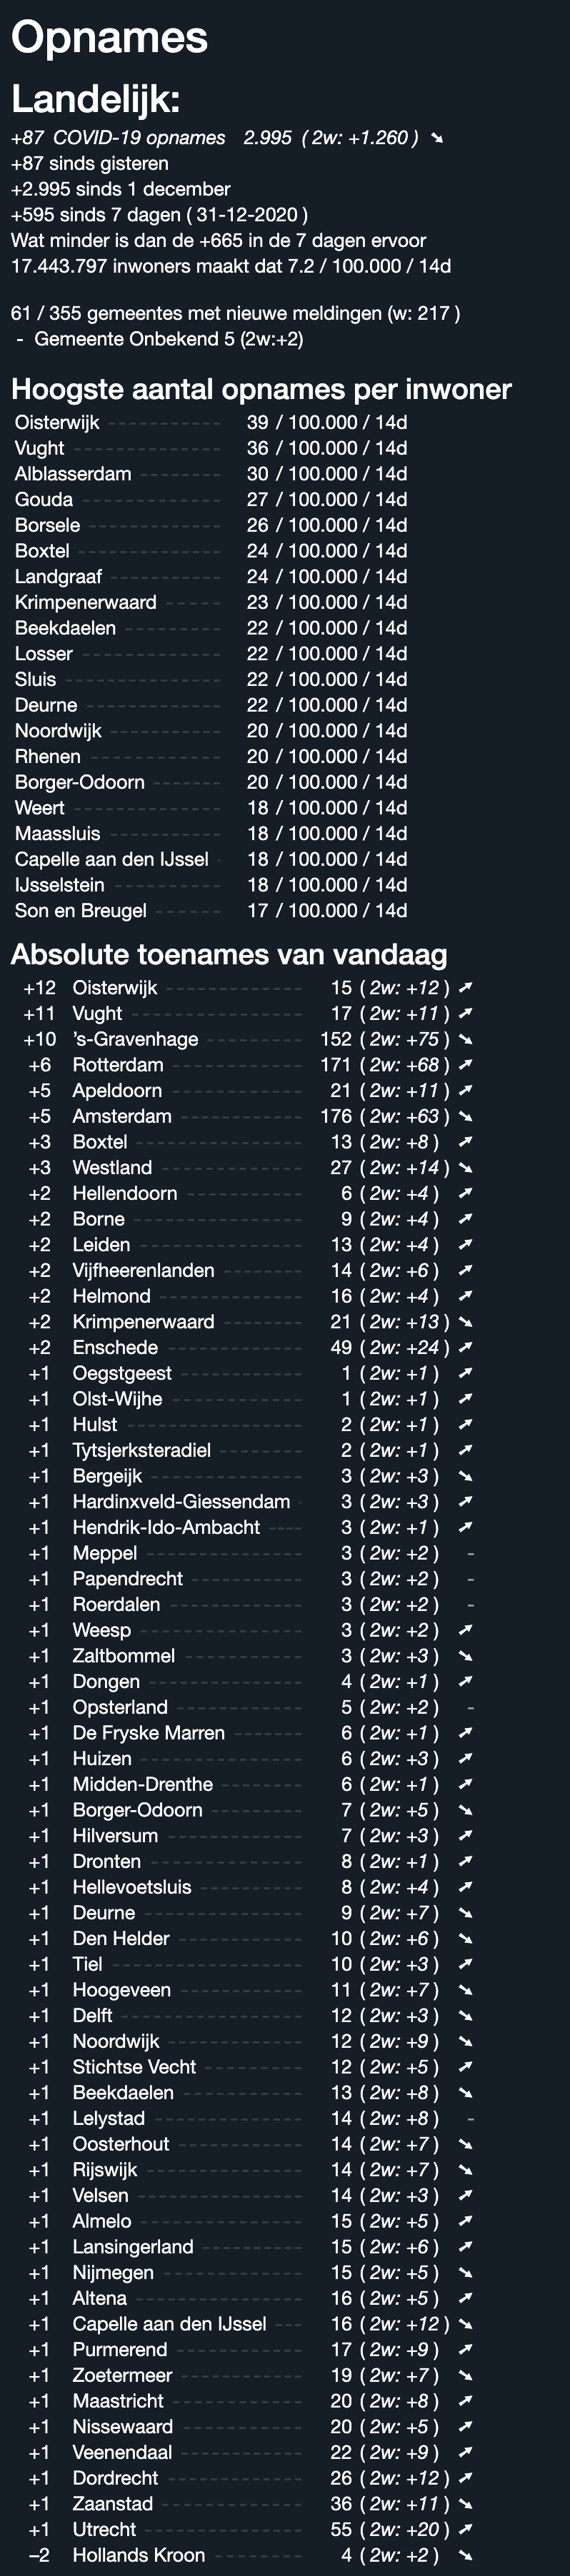 Opnames
Landelijk:
+87 COVID-19 opnames 2.995 ( 2w: +1.260 ) ➘
+87 sinds gisteren
+2.995 sinds 1 december
+595 sinds 7 dagen ( 31-12-2020 )
Wat minder is dan de +665 in de 7 dagen ervoor
17.443.797 inwoners maakt dat 7.2 / 100.000 / 14d
61 / 355 gemeentes met nieuwe meldingen (w: 217 )
- Gemeente Onbekend 5 (2w:+2)
Hoogste aantal opnames per inwoner
Oisterwijk 39 / 100.000 / 14d
Vught 36 / 100.000 / 14d
Alblasserdam 30 / 100.000 / 14d
Gouda 27 / 100.000 / 14d
Borsele 26 / 100.000 / 14d
Boxtel 24 / 100.000 / 14d
Landgraaf 24 / 100.000 / 14d
Krimpenerwaard 23 / 100.000 / 14d
Beekdaelen 22 / 100.000 / 14d
Losser 22 / 100.000 / 14d
Sluis 22 / 100.000 / 14d
Deurne 22 / 100.000 / 14d
Noordwijk 20 / 100.000 / 14d
Rhenen 20 / 100.000 / 14d
Borger-Odoorn 20 / 100.000 / 14d
Weert 18 / 100.000 / 14d
Maassluis 18 / 100.000 / 14d
Capelle aan den IJssel 18 / 100.000 / 14d
IJsselstein 18 / 100.000 / 14d
Son en Breugel 17 / 100.000 / 14d
Absolute toenames van vandaag
+12 Oisterwijk 15 ( 2w: +12 ) ➚
+11 Vught 17 ( 2w: +11 ) ➚
+10 ’s-Gravenhage 152 ( 2w: +75 ) ➘
+6 Rotterdam 171 ( 2w: +68 ) ➚
+5 Apeldoorn 21 ( 2w: +11 ) ➚
+5 Amsterdam 176 ( 2w: +63 ) ➘
+3 Boxtel 13 ( 2w: +8 ) ➚
+3 Westland 27 ( 2w: +14 ) ➘
+2 Hellendoorn 6 ( 2w: +4 ) ➚
+2 Borne 9 ( 2w: +4 ) ➚
+2 Leiden 13 ( 2w: +4 ) ➚
+2 Vijfheerenlanden 14 ( 2w: +6 ) ➚
+2 Helmond 16 ( 2w: +4 ) ➚
+2 Krimpenerwaard 21 ( 2w: +13 ) ➘
+2 Enschede 49 ( 2w: +24 ) ➚
+1 Oegstgeest 1 ( 2w: +1 ) ➚
+1 Olst-Wijhe 1 ( 2w: +1 ) ➚
+1 Hulst 2 ( 2w: +1 ) ➚
+1 Tytsjerksteradiel 2 ( 2w: +1 ) ➚
+1 Bergeijk 3 ( 2w: +3 ) ➘
+1 Hardinxveld-Giessendam 3 ( 2w: +3 ) ➚
+1 Hendrik-Ido-Ambacht 3 ( 2w: +1 ) ➚
+1 Meppel 3 ( 2w: +2 ) -
+1 Papendrecht 3 ( 2w: +2 ) -
+1 Roerdalen 3 ( 2w: +2 ) -
+1 Weesp 3 ( 2w: +2 ) ➚
+1 Zaltbommel 3 ( 2w: +3 ) ➘
+1 Dongen 4 ( 2w: +1 ) ➚
+1 Opsterland 5 ( 2w: +2 ) -
+1 De Fryske Marren 6 ( 2w: +1 ) ➚
+1 Huizen 6 ( 2w: +3 ) ➚
+1 Midden-Drenthe 6 ( 2w: +1 ) ➚
+1 Borger-Odoorn 7 ( 2w: +5 ) ➘
+1 Hilversum 7 ( 2w: +3 ) ➚
+1 Dronten 8 ( 2w: +1 ) ➚
+1 Hellevoetsluis 8 ( 2w: +4 ) ➚
+1 Deurne 9 ( 2w: +7 ) ➘
+1 Den Helder 10 ( 2w: +6 ) ➘
+1 Tiel 10 ( 2w: +3 ) ➚
+1 Hoogeveen 11 ( 2w: +7 ) ➘
+1 Delft 12 ( 2w: +3 ) ➘
+1 Noordwijk 12 ( 2w: +9 ) ➘
+1 Stichtse Vecht 12 ( 2w: +5 ) ➚
+1 Beekdaelen 13 ( 2w: +8 ) ➘
+1 Lelystad 14 ( 2w: +8 ) -
+1 Oosterhout 14 ( 2w: +7 ) ➘
+1 Rijswijk 14 ( 2w: +7 ) ➘
+1 Velsen 14 ( 2w: +3 ) ➚
+1 Almelo 15 ( 2w: +5 ) ➚
+1 Lansingerland 15 ( 2w: +6 ) ➚
+1 Nijmegen 15 ( 2w: +5 ) ➘
+1 Altena 16 ( 2w: +5 ) ➚
+1 Capelle aan den IJssel 16 ( 2w: +12 ) ➘
+1 Purmerend 17 ( 2w: +9 ) ➚
+1 Zoetermeer 19 ( 2w: +7 ) ➘
+1 Maastricht 20 ( 2w: +8 ) ➚
+1 Nissewaard 20 ( 2w: +5 ) ➚
+1 Veenendaal 22 ( 2w: +9 ) ➚
+1 Dordrecht 26 ( 2w: +12 ) ➚
+1 Zaanstad 36 ( 2w: +11 ) ➘
+1 Utrecht 55 ( 2w: +20 ) ➚
–2 Hollands Kroon 4 ( 2w: +2 ) ➘